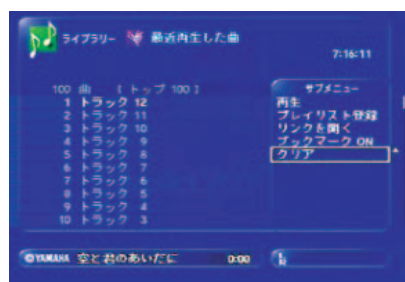 ライブラリー 最近再生した曲
7:16:11
100 曲 (トップ 100)
1 トラック 12
2 トラック 11
3 トラック 10
4 トラック 9
5 トラック 8
6 トラック 7
7 トラック 6
8 トラック 5
9 トラック 4
10 トラック 3
サブメニュー
再生
プレイリスト登録
リンクを開く
ブックマーク ON
クリア
YAMAHA 空と君のあいだに 0:00